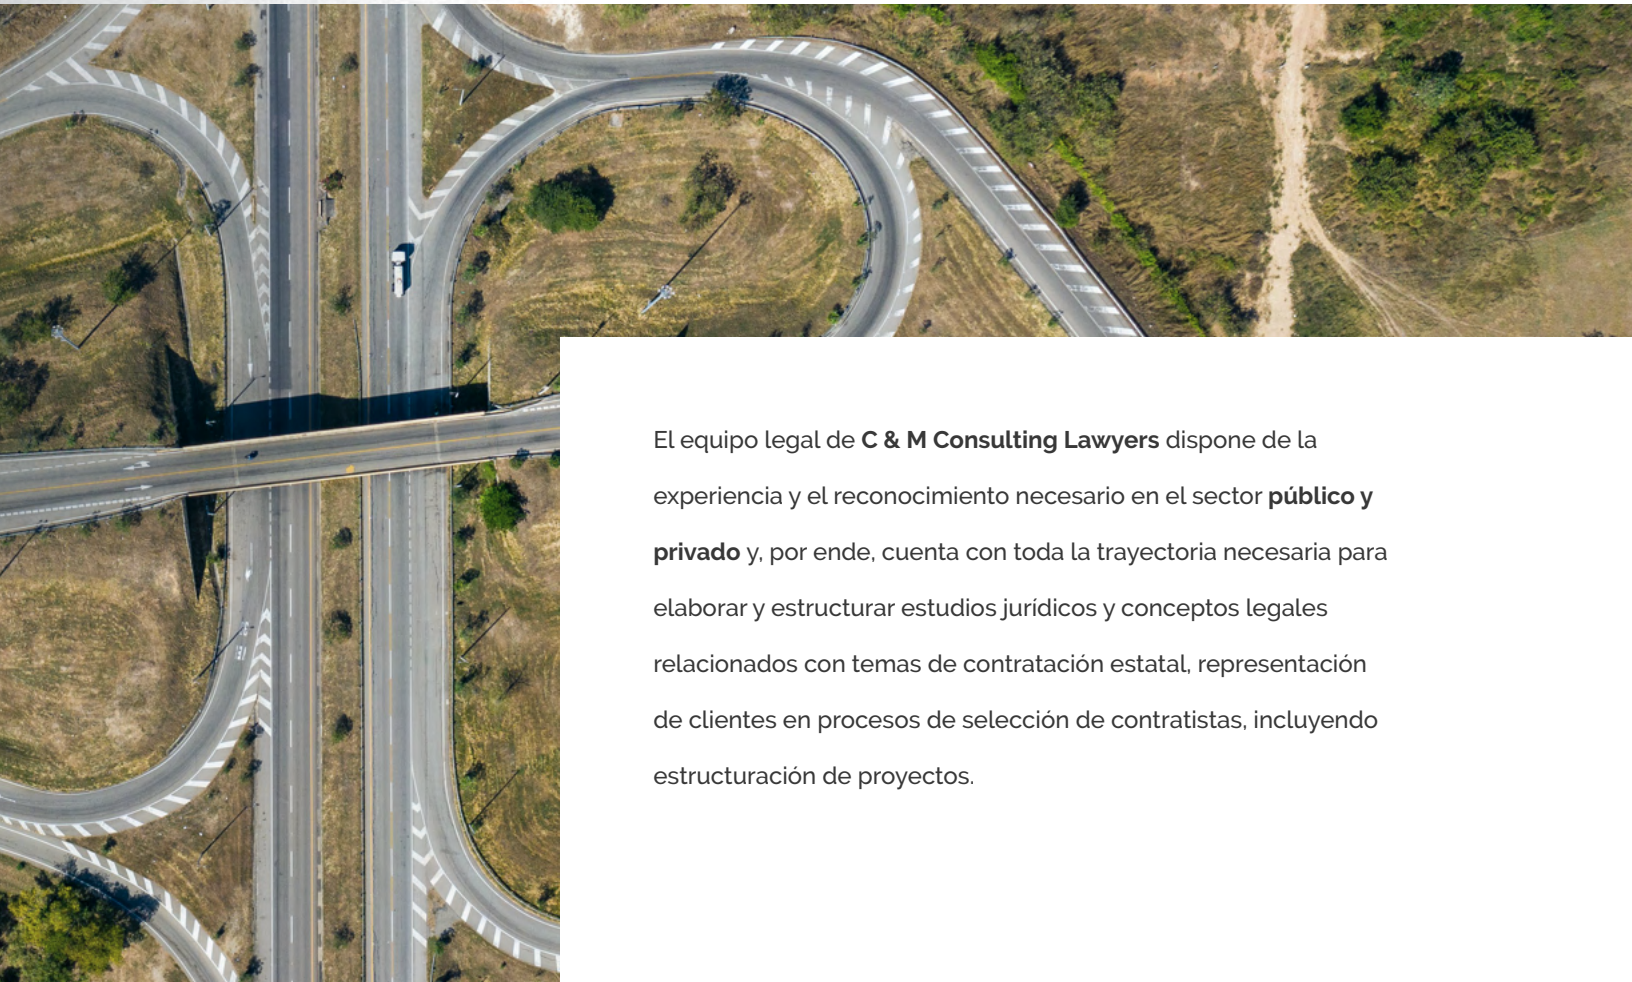 El equipo legal de C & M Consulting Lawyers dispone de la
experiencia y el reconocimiento necesario en el sector público y
privado y, por ende, cuenta con toda la trayectoria necesaria para
elaborar y estructurar estudios jurídicos y conceptos legales
relacionados con temas de contratación estatal, representación
de clientes en procesos de selección de contratistas, incluyendo
estructuración de proyectos.